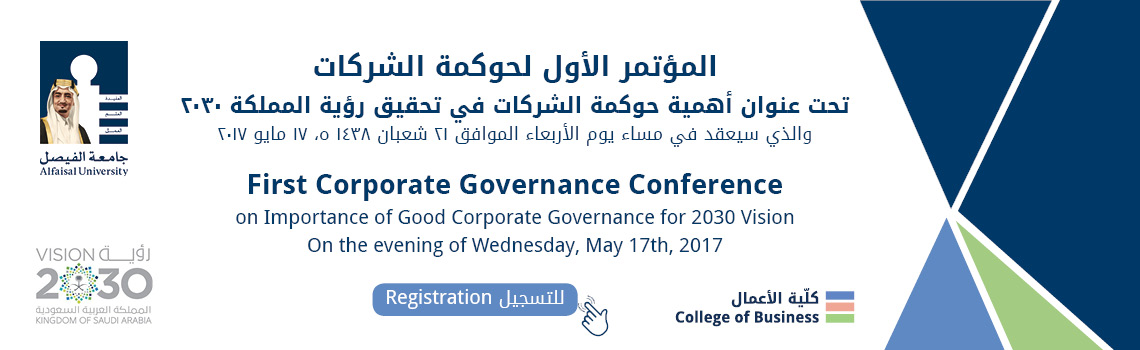 المؤتمر الأول لحوكمة الشركات
تحت عنوان أهمية حوكمة الشركات في تحقيق رؤية المملكة ٢٠٣٠
والذي سيعقد في مساء يوم الأربعاء الموافق ٢١ شعبان ١٤٣٨ ه، ١٧ مايو ٢٠١٧
First Corporate Governance Conference
on Importance of Good Corporate Governance for 2030 Vision
On the evening of Wednesday, May 17th, 2017
للتسجيل Registration
جامعة الفيصل
Alfaisal University
VISION رؤيــة
2030
المملكة العربية السعودية
KINGDOM OF SAUDI ARABIA
كلّية الأعمال
College of Business